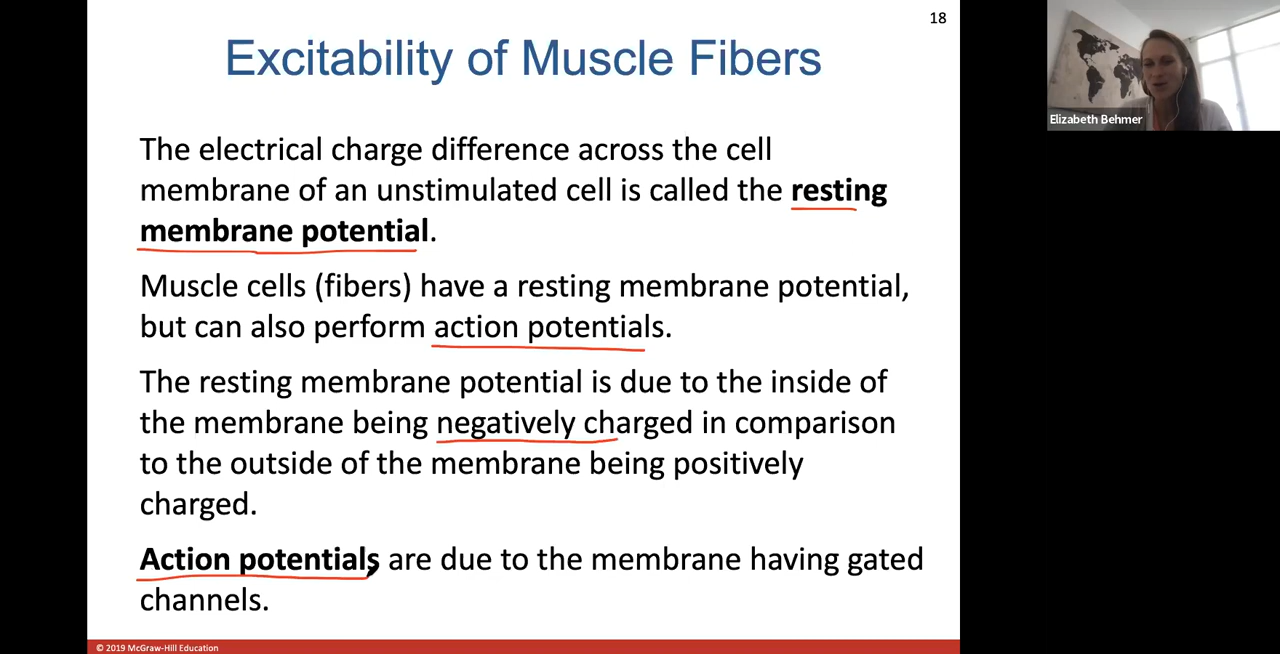 18
Excitability of Muscle Fibers
The electrical charge difference across the cell
membrane of an unstimulated cell is called the resting
membrane potential.
Muscle cells (fibers) have a resting membrane potential,
but can also perform action potentials.
The resting membrane potential is due to the inside of
the membrane being negatively charged in comparison
to the outside of the membrane being positively
charged.
Action potentials are due to the membrane having gated
channels.
© 2019 McGraw-Hill Education
Elizabeth Behmer